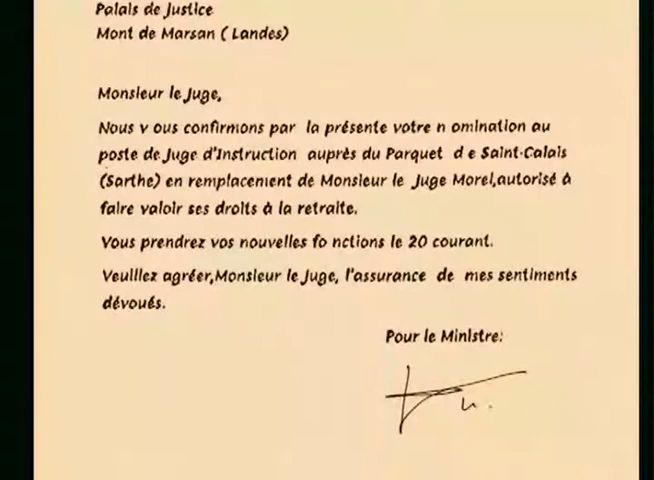 Palais de Justice
Mont de Marsan ( Landes)
Monsieur le Juge,
Nous v ous confirmons par la présente votre n omination au
poste de Juge d'Instruction auprès du Parquet d e Saint-Calais
(Sarthe) en remplacement de Monsieur le Juge Morel,autorisé à
faire valoir ses droits à la retraite.
Vous prendrez vos nouvelles fo nctions le 20 courant.
Veuillez agréer,Monsieur le Juge, l'assurance de mes sentiments
dévoués.
Pour le Ministre: